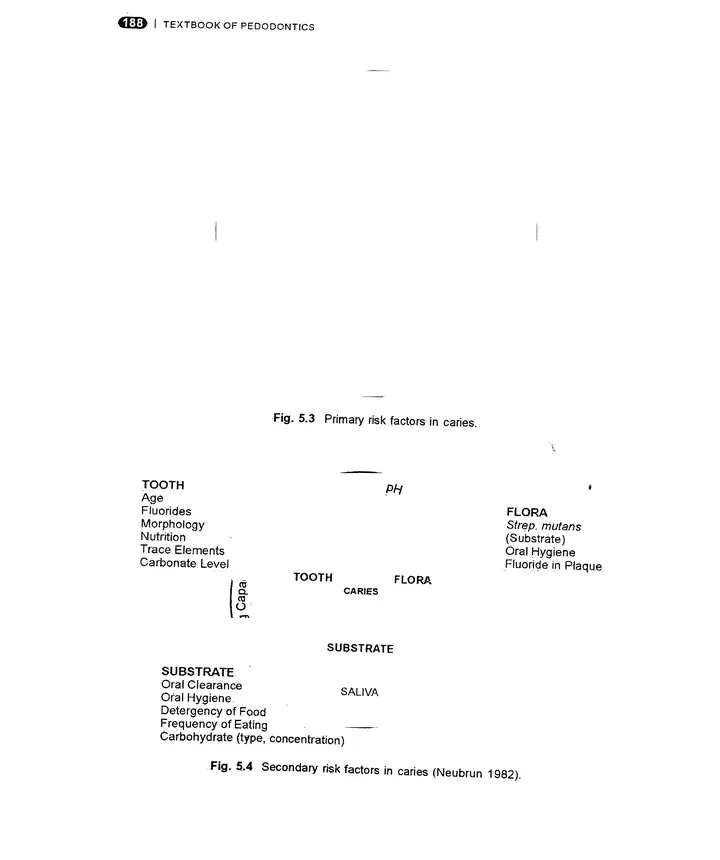 188 | TEXTBOOK OF PEDODONTICS
Fig. 5.3 Primary risk factors in caries.
TOOTH
Age
Fluorides
Morphology
Nutrition
Trace Elements
Carbonate Level
pH
FLORA
Strep. mutans
(Substrate)
Oral Hygiene
Fluoride in Plaque
TOOTH FLORA
CARIES
SUBSTRATE
SUBSTRATE
Oral Clearance
Oral Hygiene
Detergency of Food
Frequency of Eating
Carbohydrate (type, concentration)
SALIVA
Fig. 5.4 Secondary risk factors in caries (Neubrun 1982).